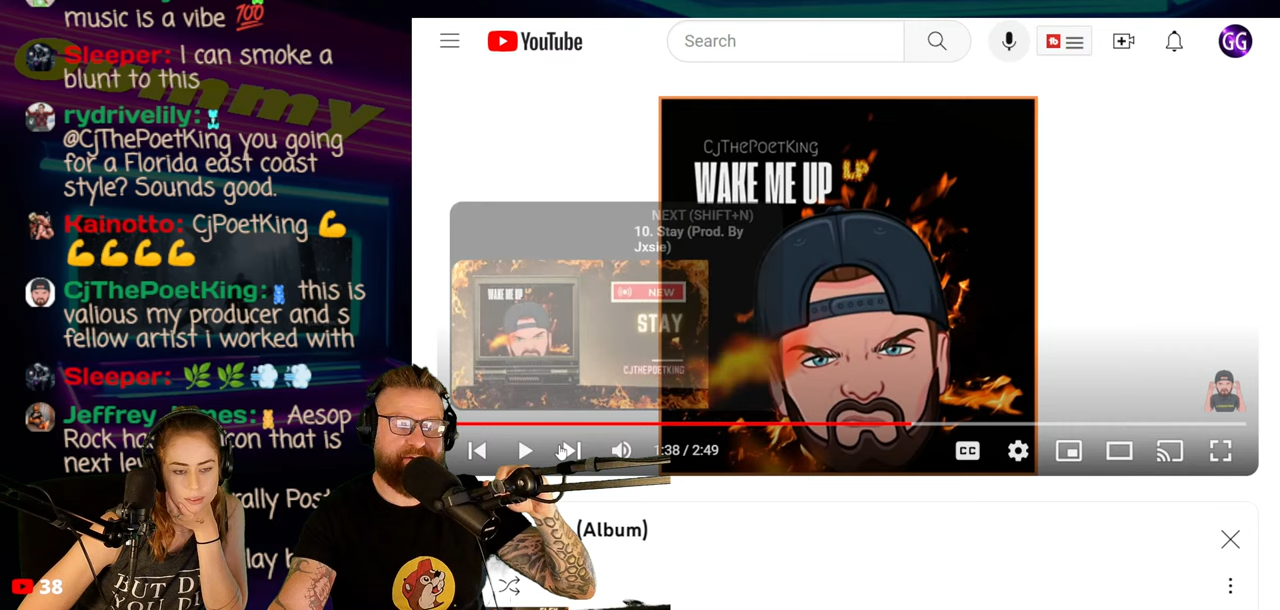 music is a vibe 💯
Sleeper: I can smoke a
blunt to this
rydrivelily:
@CjThePoetKing you going
for a Florida east coast
style? Sounds good.
Kainotto: CjPoetKing 💪
💪💪💪💪
CjThePoetKing: this is
valious my producer and s
fellow artist i worked with
Sleeper: 🌿🌿💨💨
Jeffrey Aesop
Rock
icon that is
38
YouTube
Search
GG
CjThePoetKing
WAKE ME UP LP
NEXT (SHIFT+N)
10. Stay (Prod. By
Jxsie)
WAKE ME UP
NEW
STAY
CJTHEPOETKING
1:38 / 2:49
CC
(Album)